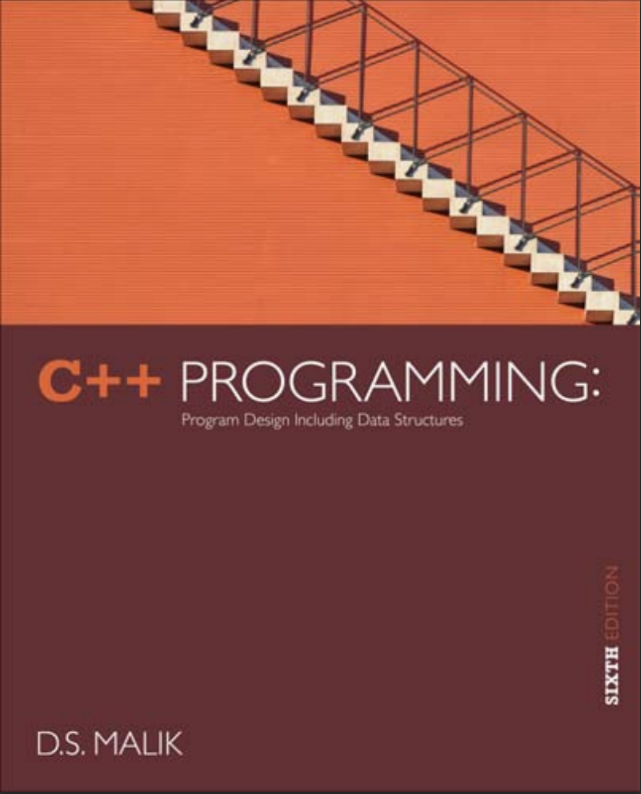 C++ PROGRAMMING:
Program Design Including Data Structures
SIXTH EDITION
D.S. MALIK